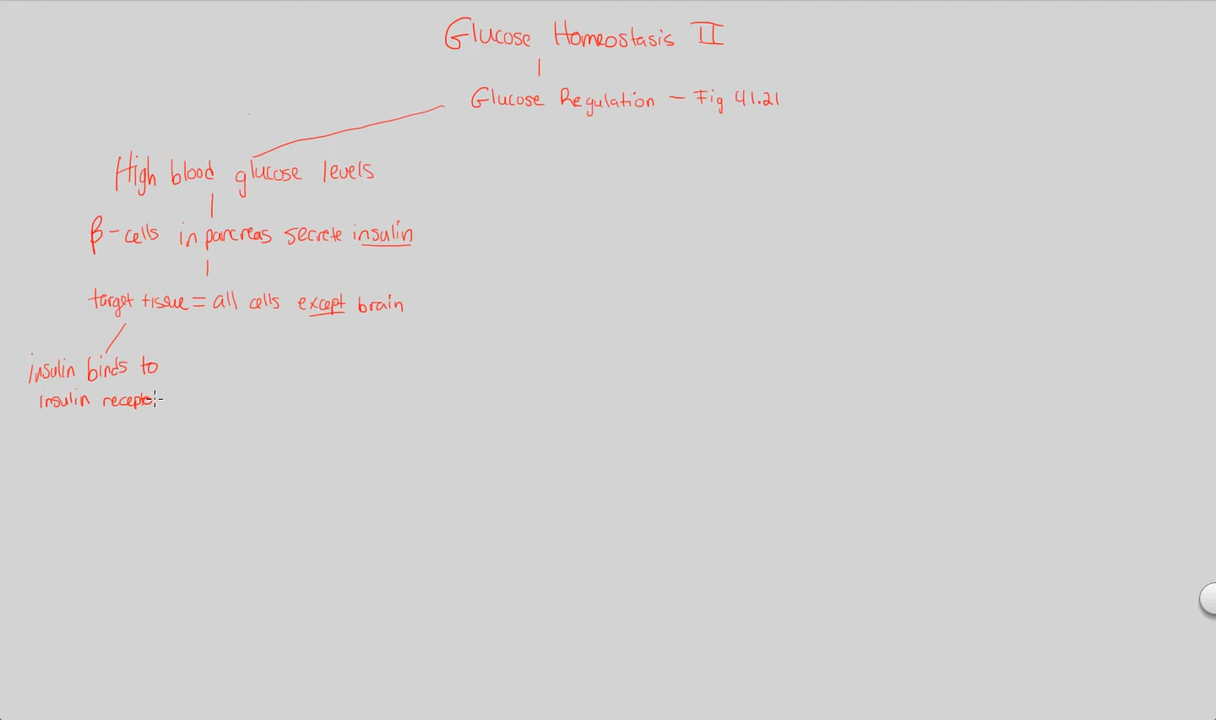 Glucose Homeostasis II
Glucose Regulation - Fig 41.21
High blood glucose levels
β-cells in pancreas secrete insulin
target tissue = all cells except brain
insulin binds to
insulin recepto